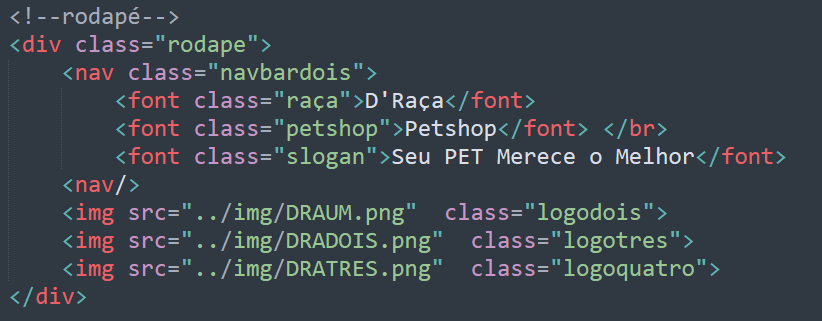 <!--rodapé-->
<div class="rodape">
<nav class="navbardois">
<font class="raça">D'Raça</font>
<font class="petshop">Petshop</font> </br>
<font class="slogan">Seu PET Merece o Melhor</font>
<nav/>
<img src="../img/DRAUM.png"  class="logodois">
<img src="../img/DRADOIS.png"  class="logotres">
<img src="../img/DRATRES.png"  class="logoquatro">
</div>